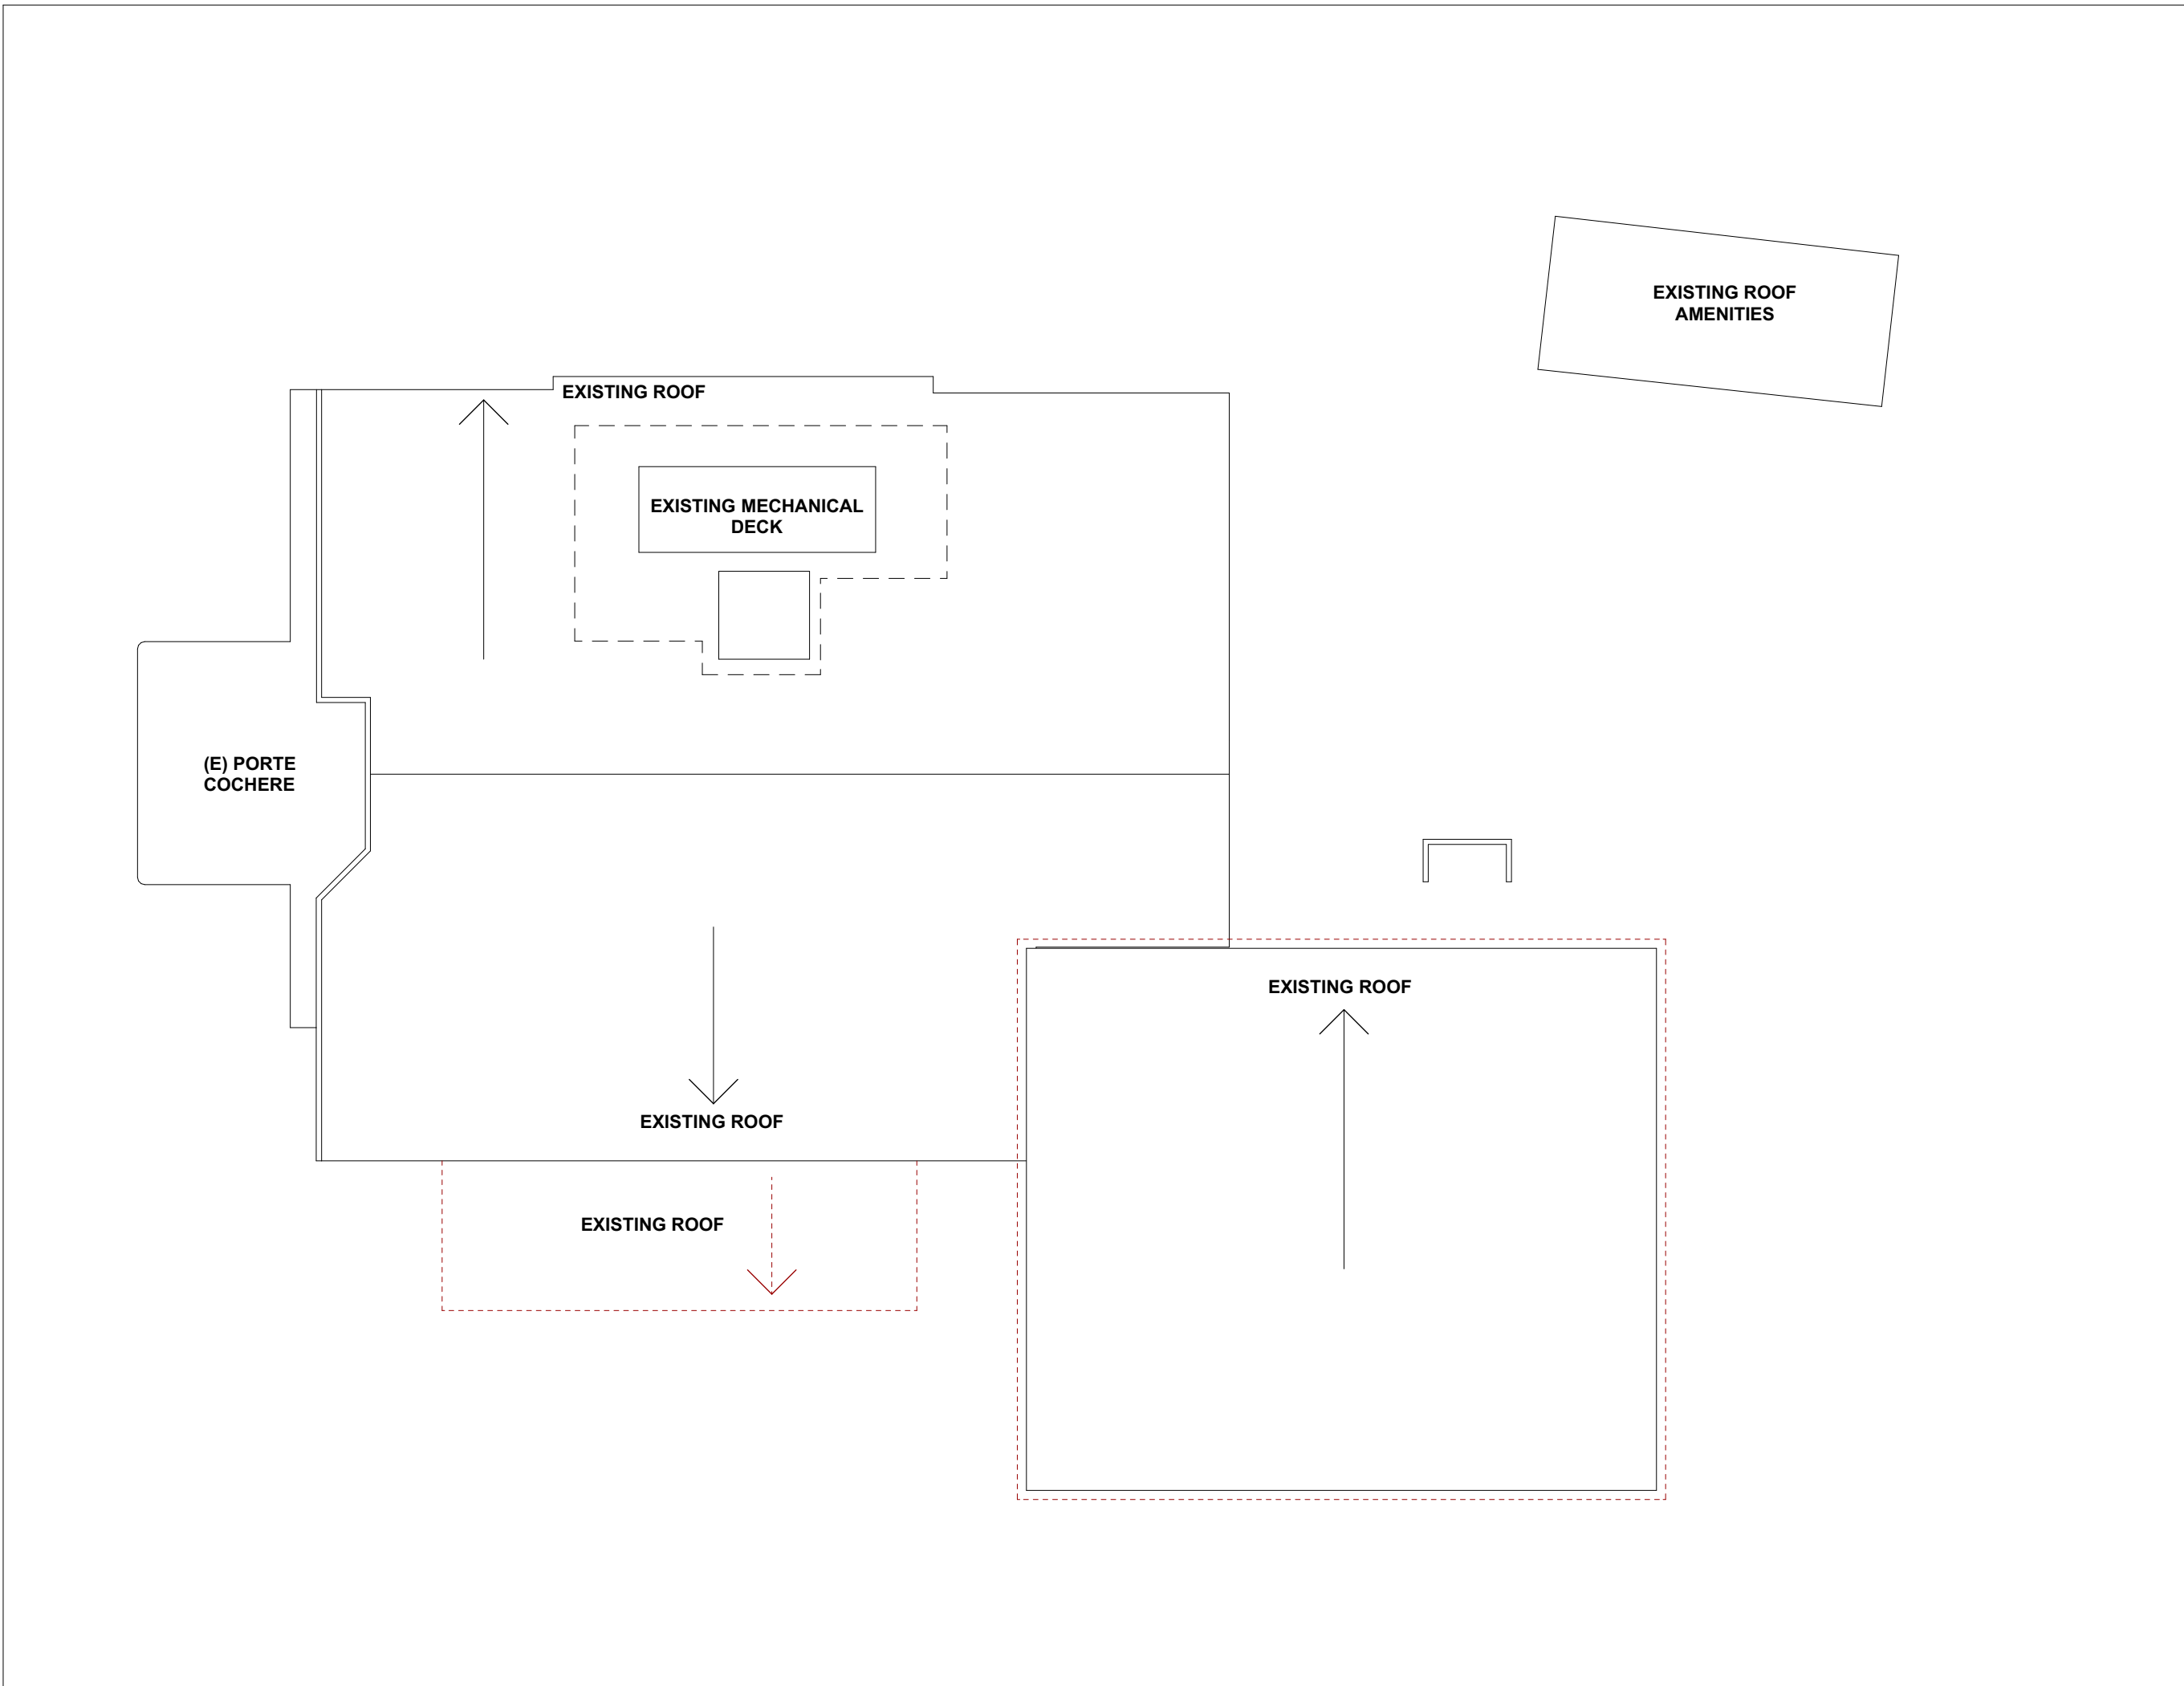 EXISTING ROOF
AMENITIES
EXISTING ROOF
EXISTING MECHANICAL
DECK
(E) PORTE
COCHERE
EXISTING ROOF
EXISTING ROOF
EXISTING ROOF